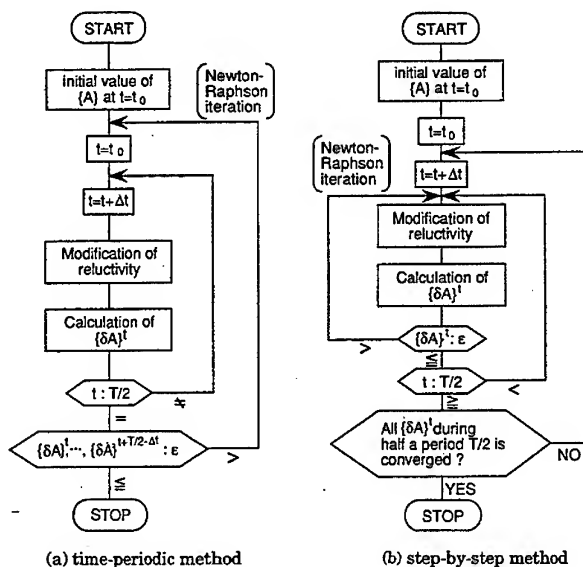 START
initial value of
{A} at t=t₀
(Newton-
Raphson
iteration)
t=t₀
t=t+Δt
Modification of
reluctivity
Calculation of
{δA}ᵗ
t : T/2
≠
=
{δA}ᵗ,···, {δA}ᵗ⁺ᵀ/²⁻Δᵗ : ε
>
≦
STOP
(a) time-periodic method
START
initial value of
{A} at t=t₀
t=t₀
(Newton-
Raphson
iteration)
t=t+Δt
Modification of
reluctivity
Calculation of
{δA}ᵗ
{δA}ᵗ : ε
>
≦
t : T/2
<
≧
All {δA}ᵗ during
half a period T/2 is
converged ?
NO
YES
STOP
(b) step-by-step method